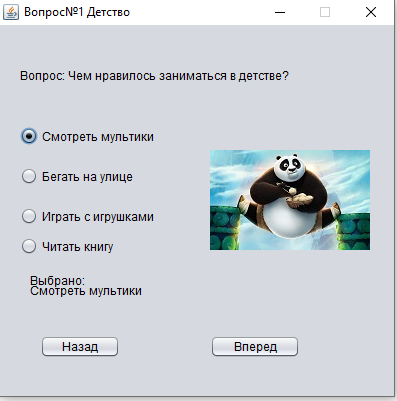 Вопрос№1 Детство
Вопрос: Чем нравилось заниматься в детстве?
Смотреть мультики
Бегать на улице
Играть с игрушками
Читать книгу
Выбрано:
Смотреть мультики
Назад
Вперед